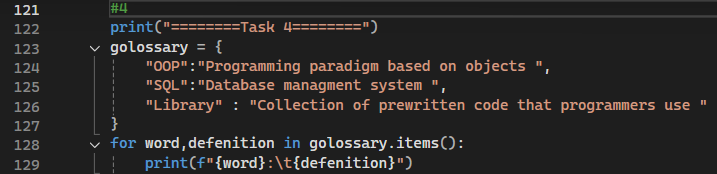 121 #4
122 print("========Task 4========")
123 golossary = {
124 "OOP":"Programming paradigm based on objects ",
125 "SQL":"Database managment system ",
126 "Library" : "Collection of prewritten code that programmers use "
127 }
128 for word,defenition in golossary.items():
129 print(f"{word}:\t{defenition}")